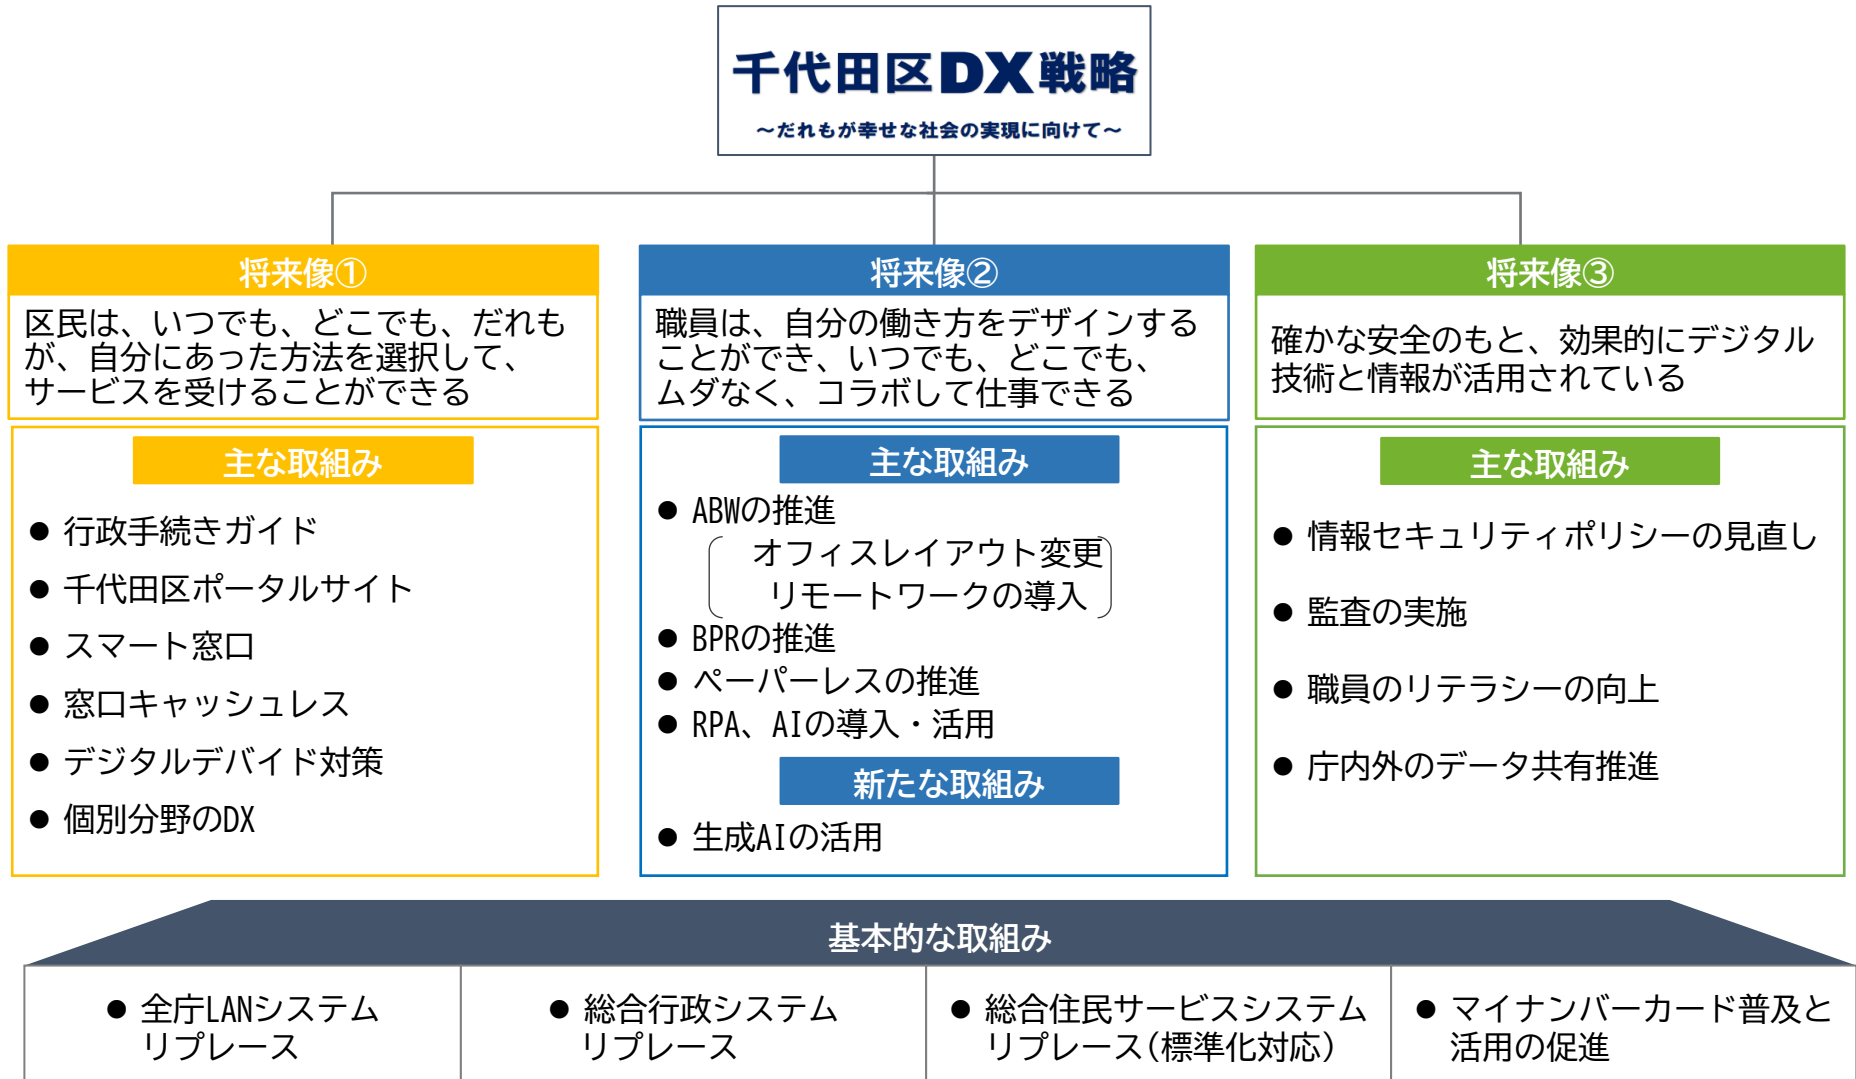 千代田区DX戦略
～だれもが幸せな社会の実現に向けて～
将来像①
区民は、いつでも、どこでも、だれも
が、自分にあった方法を選択して、
サービスを受けることができる
主な取組み
● 行政手続きガイド
● 千代田区ポータルサイト
● スマート窓口
● 窓口キャッシュレス
● デジタルデバイド対策
● 個別分野のDX
将来像②
職員は、自分の働き方をデザインする
ことができ、いつでも、どこでも、
ムダなく、コラボして仕事できる
主な取組み
● ABWの推進
オフィスレイアウト変更
リモートワークの導入
● BPRの推進
● ペーパーレスの推進
● RPA、AIの導入・活用
新たな取組み
● 生成AIの活用
将来像③
確かな安全のもと、効果的にデジタル
技術と情報が活用されている
主な取組み
● 情報セキュリティポリシーの見直し
● 監査の実施
● 職員のリテラシーの向上
● 庁内外のデータ共有推進
基本的な取組み
● 全庁LANシステム
リプレース
● 総合行政システム
リプレース
● 総合住民サービスシステム
リプレース(標準化対応)
● マイナンバーカード普及と
活用の促進